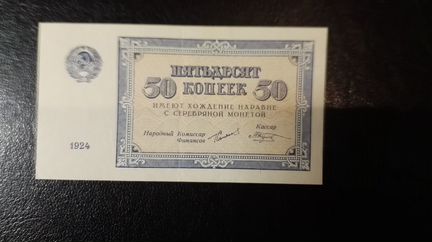 ПЯТЬДЕСЯТ
50 КОПЕЕК 50
ИМЕЮТ ХОЖДЕНИЕ НАРАВНЕ
С СЕРЕБРЯНОЙ МОНЕТОЙ
Народный Комиссар
Финансов
Кассир
1924